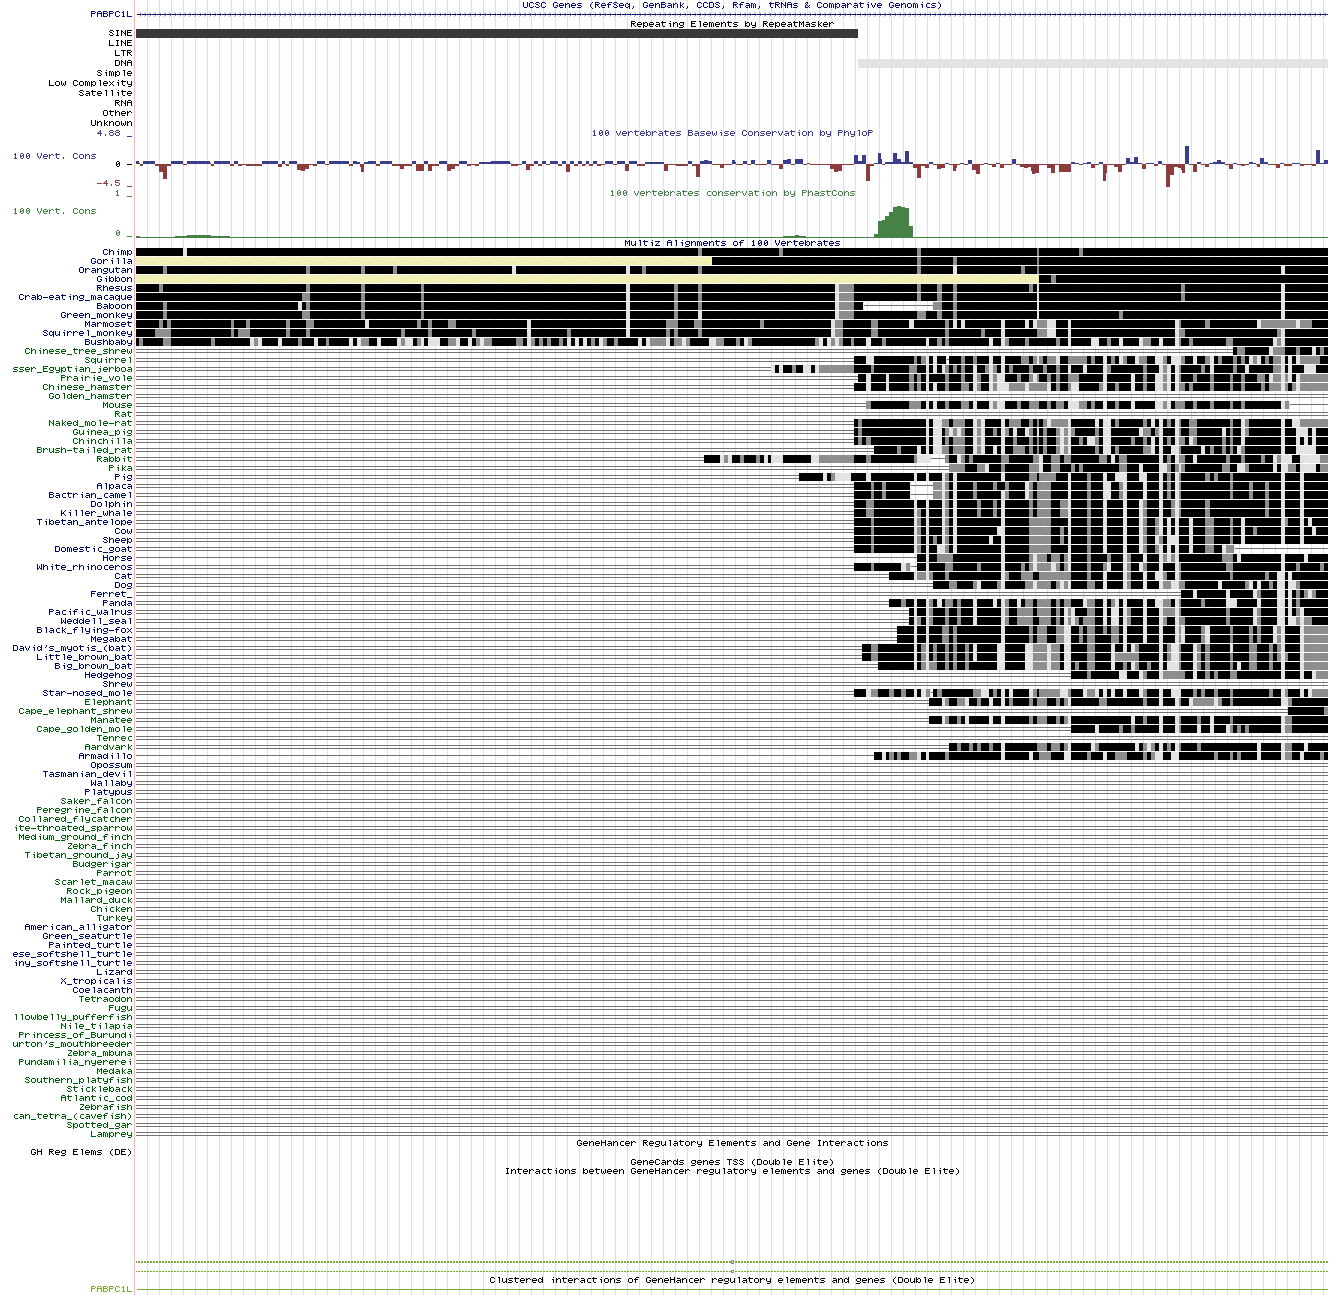 UCSC Genes (RefSeq, GenBank, CCDS, Rfam, tRNAs & Comparative Genomics)
PABPC1L
Repeating Elements by RepeatMasker
SINE
LINE
LTR
DNA
Simple
Low Complexity
Satellite
RNA
Other
Unknown
4.88 _
100 vertebrates Basewise Conservation by PhyloP
100 Vert. Cons
0 -
-4.5 _
1 _
100 vertebrates conservation by PhastCons
100 Vert. Cons
0 _
Multiz Alignments of 100 Vertebrates
Chimp
Gorilla
Orangutan
Gibbon
Rhesus
Crab-eating_macaque
Baboon
Green_monkey
Marmoset
Squirrel_monkey
Bushbaby
Chinese_tree_shrew
Squirrel
sser_Egyptian_jerboa
Prairie_vole
Chinese_hamster
Golden_hamster
Mouse
Rat
Naked_mole-rat
Guinea_pig
Chinchilla
Brush-tailed_rat
Rabbit
Pika
Pig
Alpaca
Bactrian_camel
Dolphin
Killer_whale
Tibetan_antelope
Cow
Sheep
Domestic_goat
Horse
White_rhinoceros
Cat
Dog
Ferret_
Panda
Pacific_walrus
Weddell_seal
Black_flying-fox
Megabat
David's_myotis_(bat)
Little_brown_bat
Big_brown_bat
Hedgehog
Shrew
Star-nosed_mole
Elephant
Cape_elephant_shrew
Manatee
Cape_golden_mole
Tenrec
Aardvark
Armadillo
Opossum
Tasmanian_devil
Wallaby
Platypus
Saker_falcon
Peregrine_falcon
Collared_flycatcher
ite-throated_sparrow
Medium_ground_finch
Zebra_finch
Tibetan_ground_jay
Budgerigar
Parrot
Scarlet_macaw
Rock_pigeon
Mallard_duck
Chicken
Turkey
American_alligator
Green_seaturtle
Painted_turtle
ese_softshell_turtle
iny_softshell_turtle
Lizard
X_tropicalis
Coelacanth
Tetraodon
Fugu
llowbelly_pufferfish
Nile_tilapia
Princess_of_Burundi
urton's_mouthbreeder
Zebra_mbuna
Pundamilia_nyererei
Medaka
Southern_platyfish
Stickleback
Atlantic_cod
Zebrafish
can_tetra_(cavefish)
Spotted_gar
Lamprey
GeneHancer Regulatory Elements and Gene Interactions
GH Reg Elems (DE)
GeneCards genes TSS (Double Elite)
Interactions between GeneHancer regulatory elements and genes (Double Elite)
Clustered interactions of GeneHancer regulatory elements and genes (Double Elite)
PABPC1L